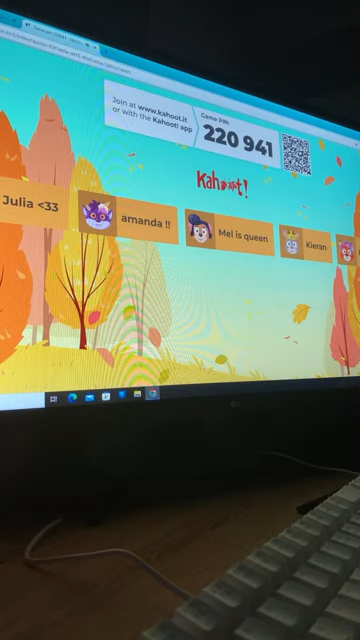 Join at www.kahoot.it
or with the Kahoot! app
Game PIN:
220 941
Kahoot!
Julia <33
amanda !!
Mel is queen
Kieran